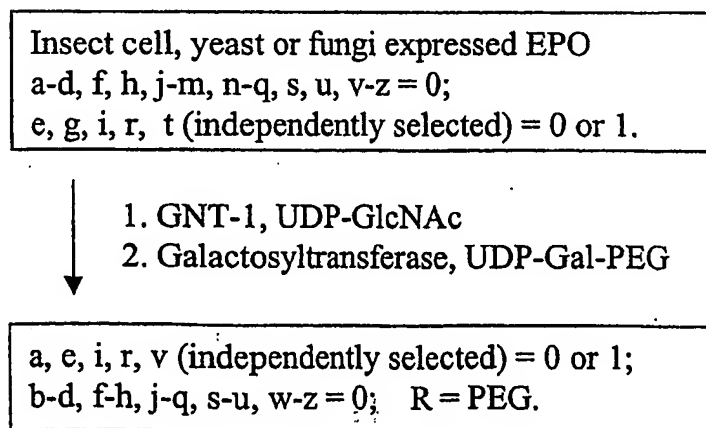 Insect cell, yeast or fungi expressed EPO
a-d, f, h, j-m, n-q, s, u, v-z = 0;
e, g, i, r, t (independently selected) = 0 or 1.
1. GNT-1, UDP-GlcNAc
2. Galactosyltransferase, UDP-Gal-PEG
a, e, i, r, v (independently selected) = 0 or 1;
b-d, f-h, j-q, s-u, w-z = 0; R = PEG.